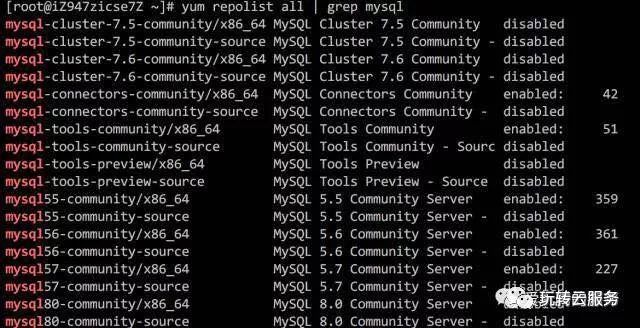 [root@iZ947zicse7Z ~]# yum repolist all | grep mysql
mysql-cluster-7.5-community/x86_64 MySQL Cluster 7.5 Community disabled
mysql-cluster-7.5-community-source MySQL Cluster 7.5 Community - disabled
mysql-cluster-7.6-community/x86_64 MySQL Cluster 7.6 Community disabled
mysql-cluster-7.6-community-source MySQL Cluster 7.6 Community - disabled
mysql-connectors-community/x86_64 MySQL Connectors Community enabled: 42
mysql-connectors-community-source MySQL Connectors Community - disabled
mysql-tools-community/x86_64 MySQL Tools Community enabled: 51
mysql-tools-community-source MySQL Tools Community - Sourc disabled
mysql-tools-preview/x86_64 MySQL Tools Preview disabled
mysql-tools-preview-source MySQL Tools Preview - Source disabled
mysql55-community/x86_64 MySQL 5.5 Community Server enabled: 359
mysql55-community-source MySQL 5.5 Community Server - disabled
mysql56-community/x86_64 MySQL 5.6 Community Server enabled: 361
mysql56-community-source MySQL 5.6 Community Server - disabled
mysql57-community/x86_64 MySQL 5.7 Community Server enabled: 227
mysql57-community-source MySQL 5.7 Community Server - disabled
mysql80-community/x86_64 MySQL 8.0 Community Server disabled
mysql80-community-source MySQL 8.0 Community Server - disabled
玩转云服务